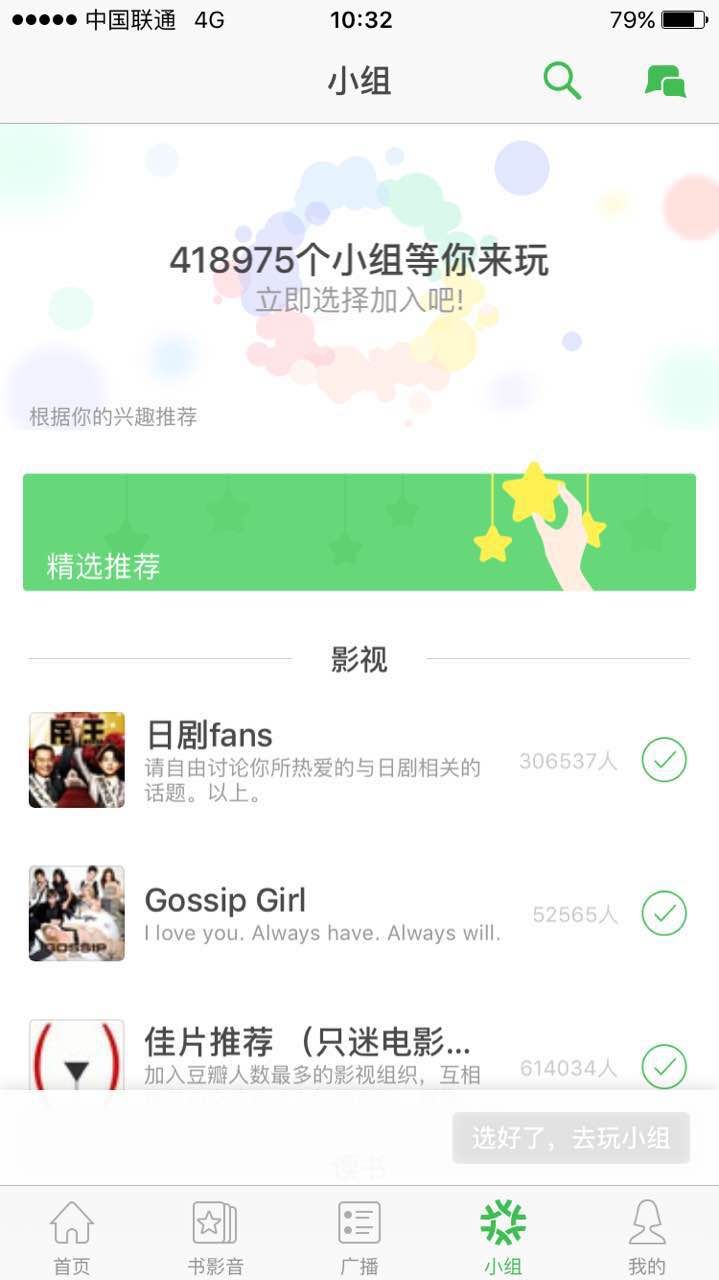 中国联通 4G 10:32 79%
小组
418975个小组等你来玩
立即选择加入吧!
根据你的兴趣推荐
精选推荐
影视
民王
日剧fans
请自由讨论你所热爱的与日剧相关的
话题。以上。
306537人
GOSSIP
Gossip Girl
I love you. Always have. Always will.
52565人
佳片推荐 （只迷电影...
加入豆瓣人数最多的影视组织，互相
614034人
选好了，去玩小组
读书
首页 书影音 广播 小组 我的